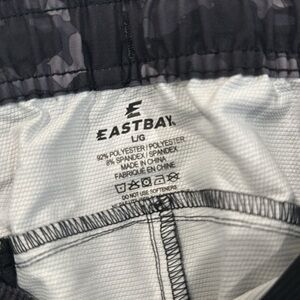 EASTBAY.
L/G
92% POLYESTER / POLYESTER
8% SPANDEX / SPANDEX
MADE IN CHINA
FABRIQUÉ EN CHINE
DO NOT USE SOFTENERS